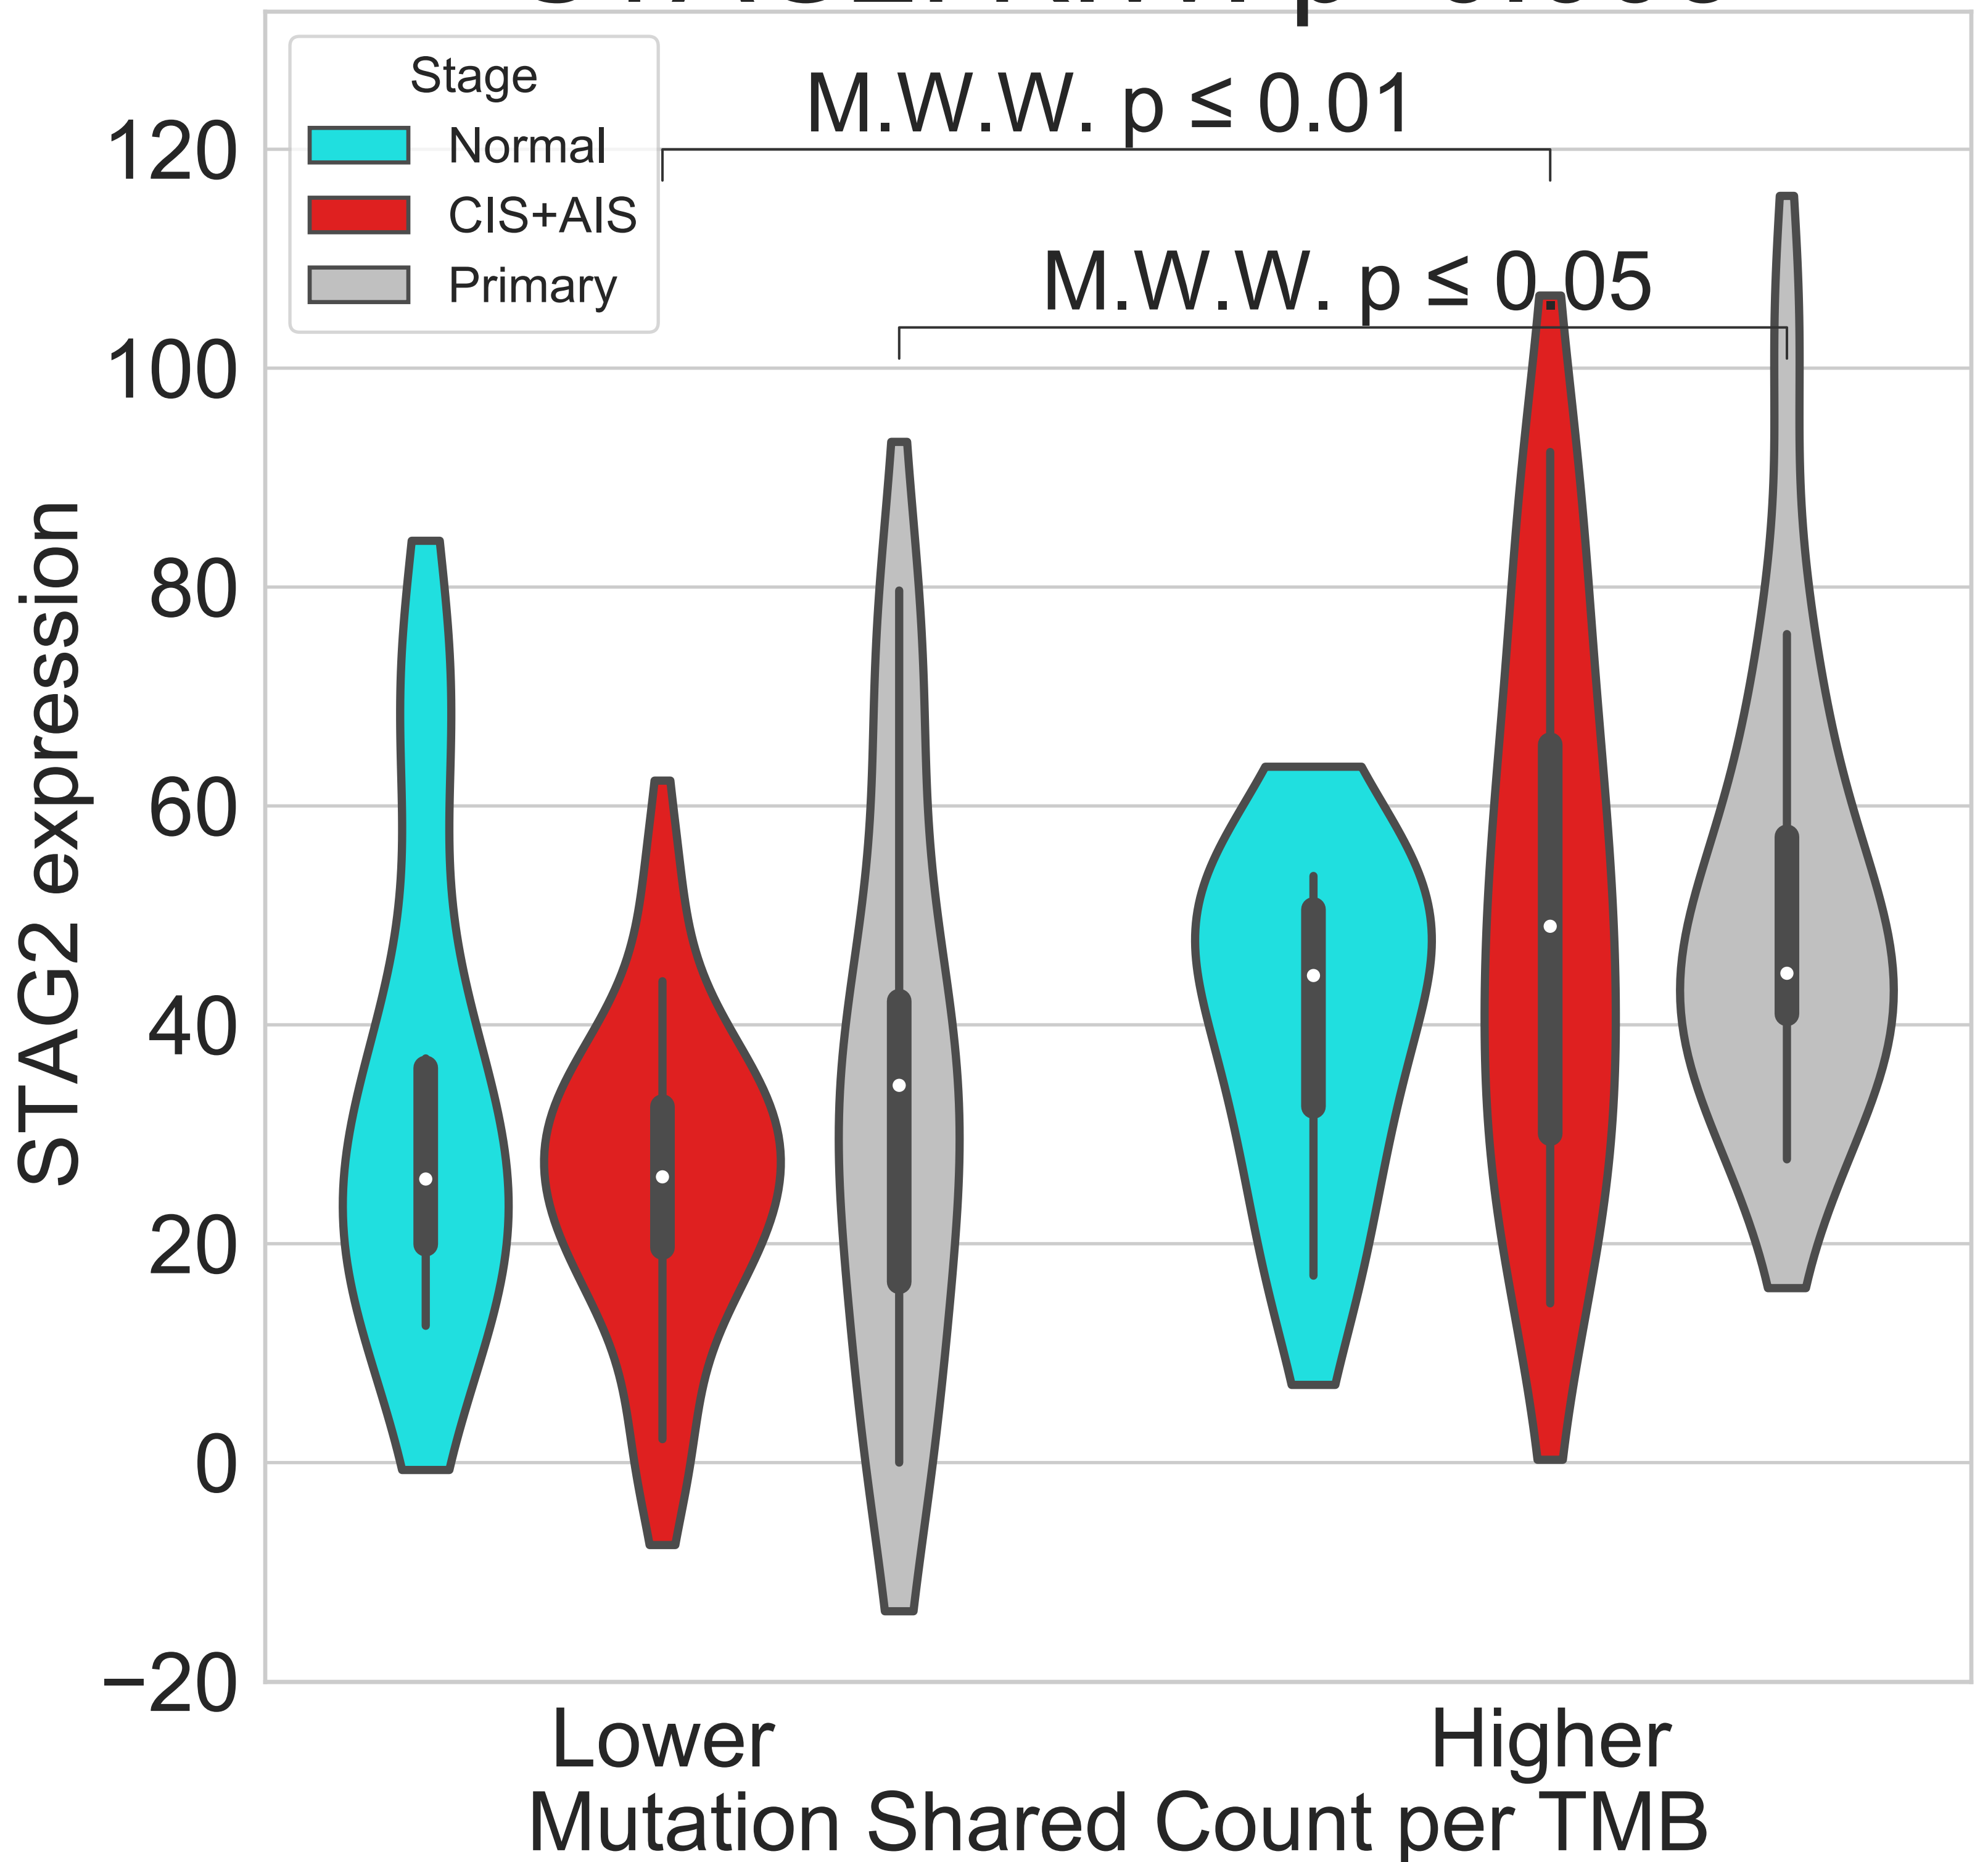 Stage
Normal
CIS+AIS
Primary
M.W.W. p ≤ 0.01
M.W.W. p ≤ 0.05
120
100
80
60
40
20
0
−20
STAG2 expression
Lower
Higher
Mutation Shared Count per TMB